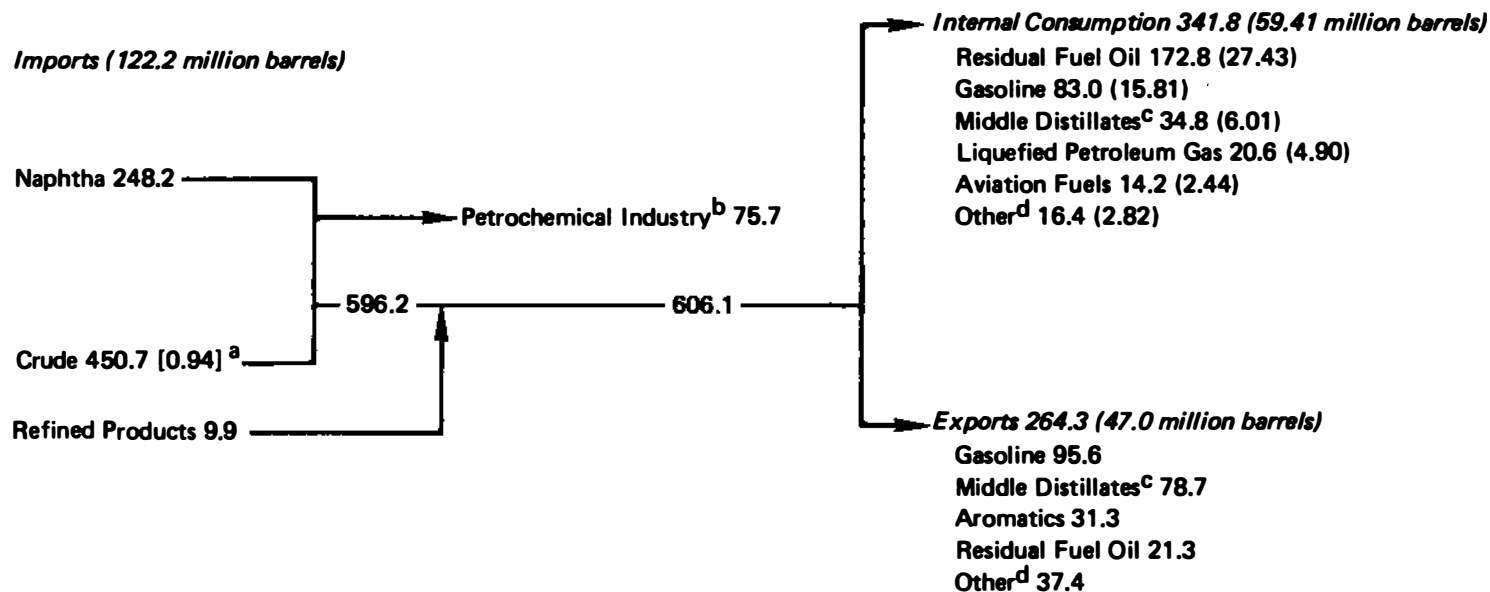 Imports (122.2 million barrels)
Naphtha 248.2
Petrochemical Industry^b 75.7
596.2
606.1
Crude 450.7 [0.94] ^a
Refined Products 9.9
Internal Consumption 341.8 (59.41 million barrels)
Residual Fuel Oil 172.8 (27.43)
Gasoline 83.0 (15.81)
Middle Distillates^c 34.8 (6.01)
Liquefied Petroleum Gas 20.6 (4.90)
Aviation Fuels 14.2 (2.44)
Other^d 16.4 (2.82)
Exports 264.3 (47.0 million barrels)
Gasoline 95.6
Middle Distillates^c 78.7
Aromatics 31.3
Residual Fuel Oil 21.3
Other^d 37.4